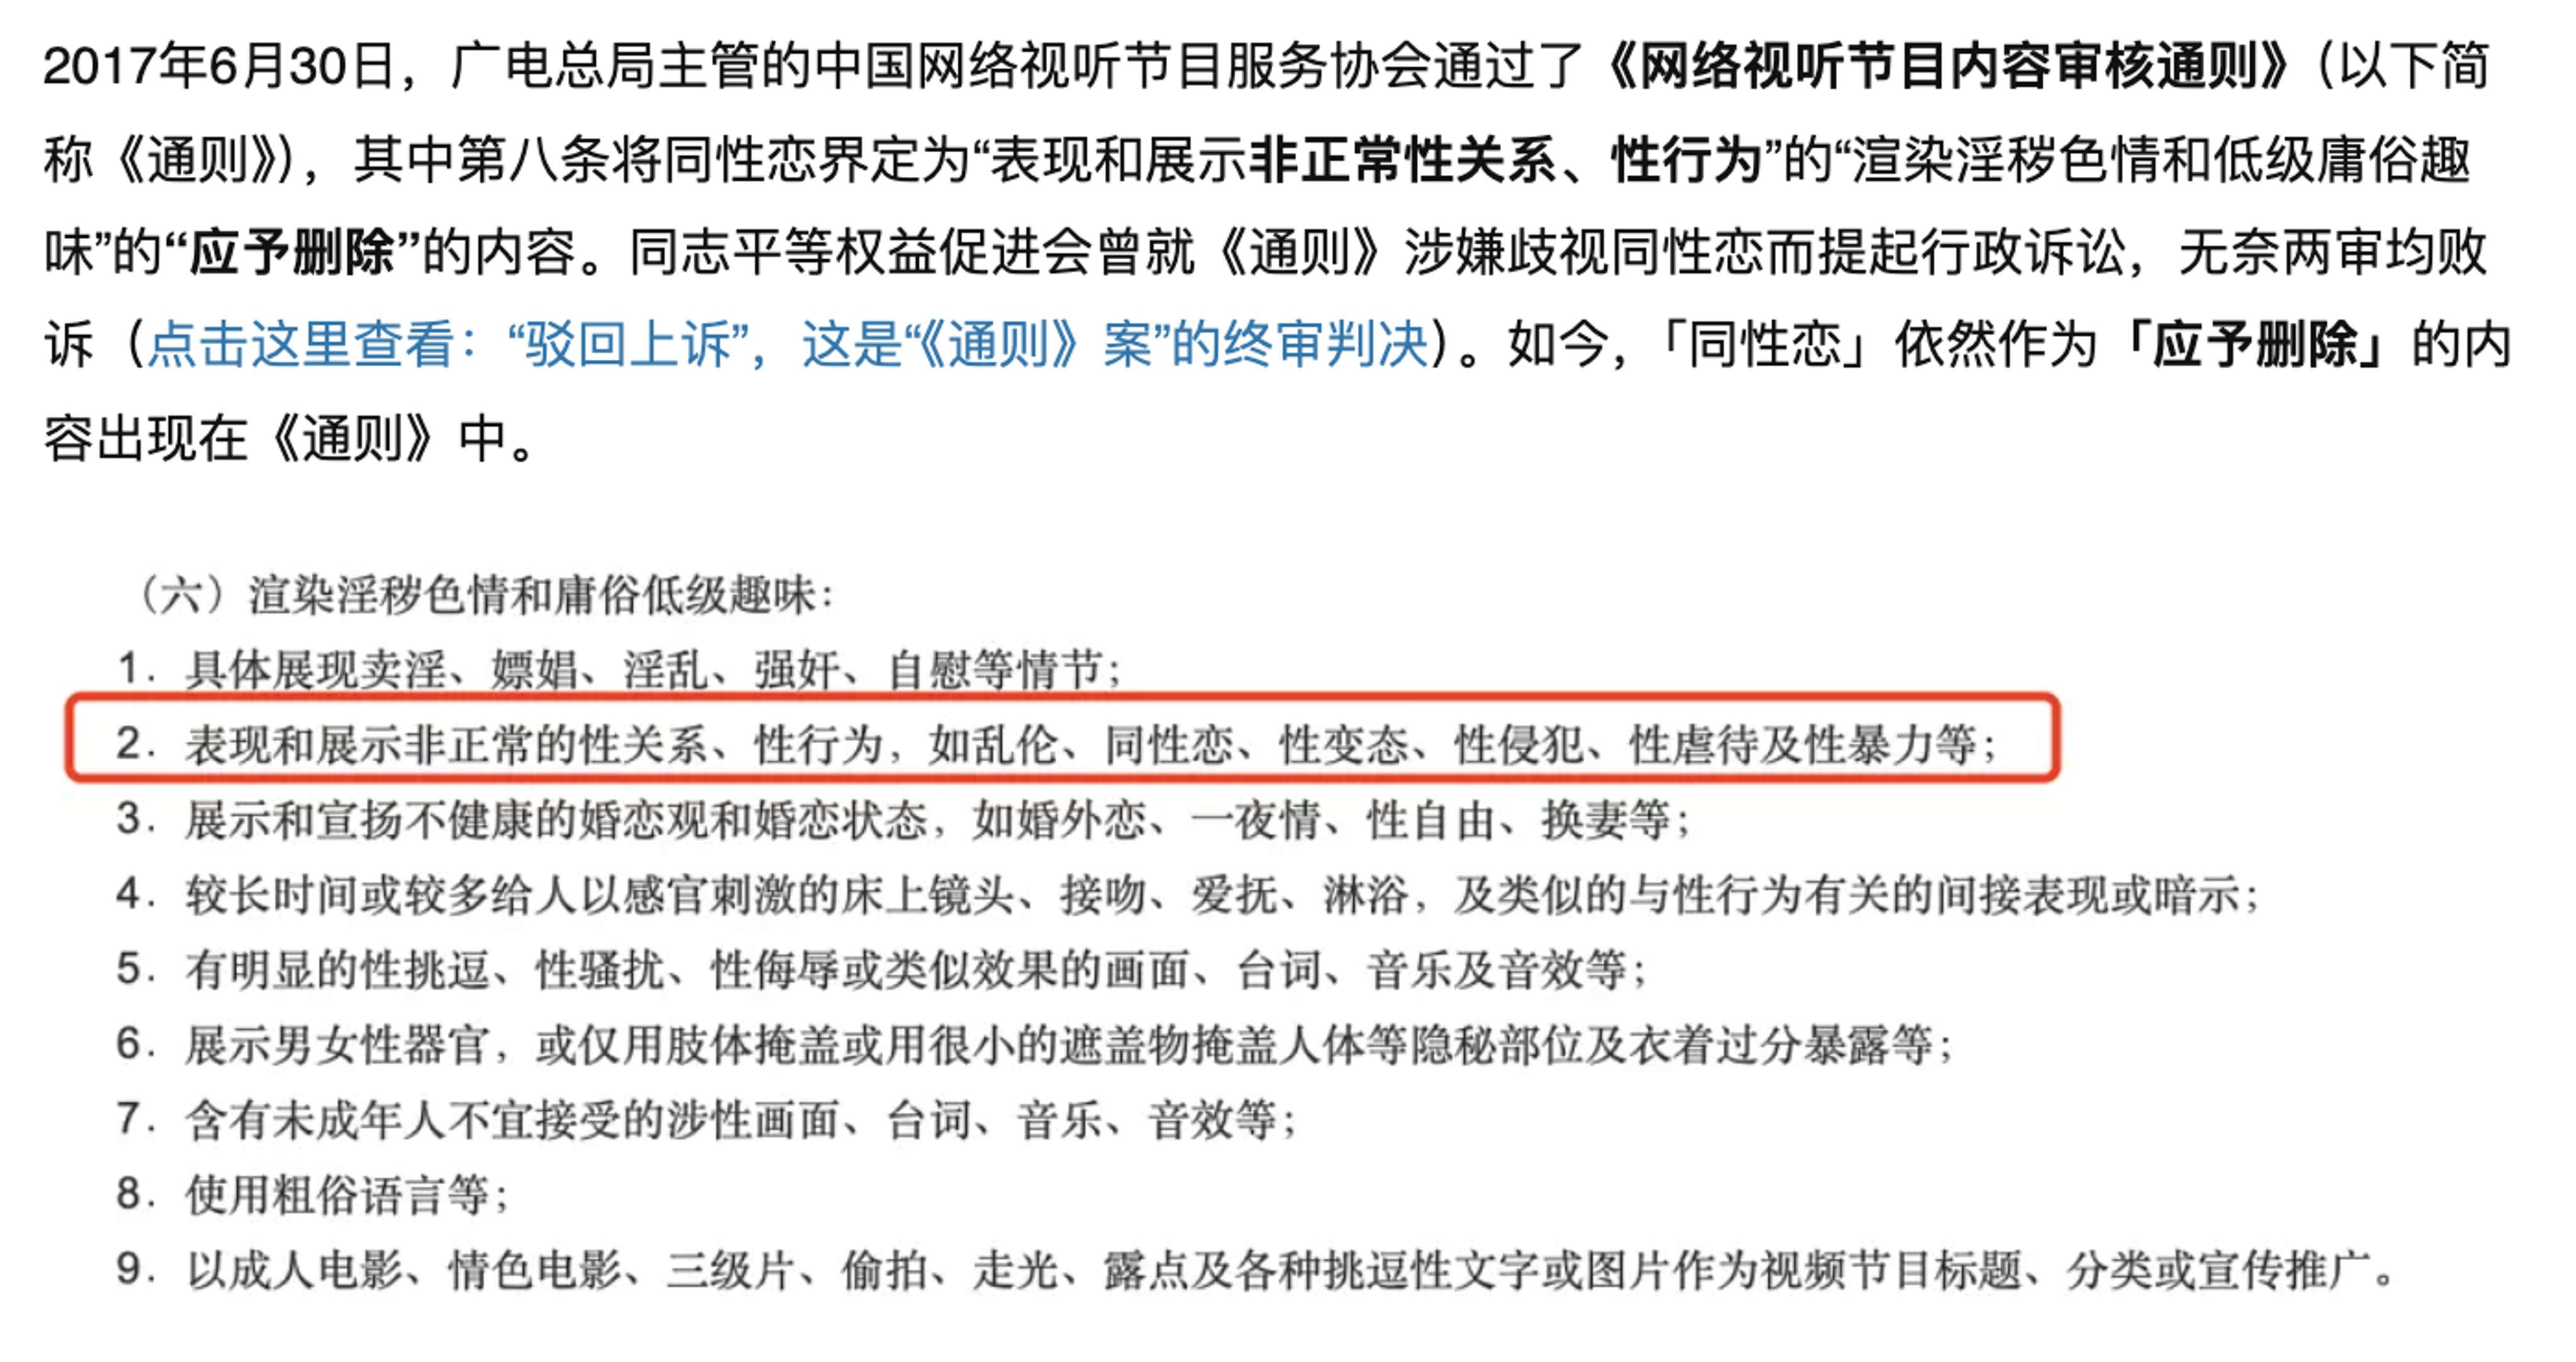 2017年6月30日，广电总局主管的中国网络视听节目服务协会通过了《网络视听节目内容审核通则》（以下简
称《通则》），其中第八条将同性恋界定为“表现和展示非正常性关系、性行为”的“渲染淫秽色情和低级庸俗趣
味”的“应予删除”的内容。同志平等权益促进会曾就《通则》涉嫌歧视同性恋而提起行政诉讼，无奈两审均败
诉（点击这里查看：“驳回上诉”，这是“《通则》案”的终审判决）。如今，「同性恋」依然作为「应予删除」的内
容出现在《通则》中。
（六）渲染淫秽色情和庸俗低级趣味：
1. 具体展现卖淫、嫖娼、淫乱、强奸、自慰等情节；
2. 表现和展示非正常的性关系、性行为，如乱伦、同性恋、性变态、性侵犯、性虐待及性暴力等；
3. 展示和宣扬不健康的婚恋观和婚恋状态，如婚外恋、一夜情、性自由、换妻等；
4. 较长时间或较多给人以感官刺激的床上镜头、接吻、爱抚、淋浴，及类似的与性行为有关的间接表现或暗示；
5. 有明显的性挑逗、性骚扰、性侮辱或类似效果的画面、台词、音乐及音效等；
6. 展示男女性器官，或仅用肢体掩盖或用很小的遮盖物掩盖人体等隐秘部位及衣着过分暴露等；
7. 含有未成年人不宜接受的涉性画面、台词、音乐、音效等；
8. 使用粗俗语言等；
9. 以成人电影、情色电影、三级片、偷拍、走光、露点及各种挑逗性文字或图片作为视频节目标题、分类或宣传推广。